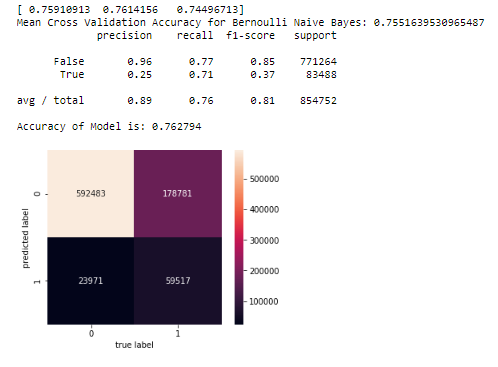 [ 0.75910913 0.7614156 0.74496713]
Mean Cross Validation Accuracy for Bernoulli Naive Bayes: 0.7551639530965487
precision recall f1-score support
False 0.96 0.77 0.85 771264
True 0.25 0.71 0.37 83488
avg / total 0.89 0.76 0.81 854752
Accuracy of Model is: 0.762794
592483 178781
23971 59517
predicted label
0
1
0 1
true label
500000
400000
300000
200000
100000